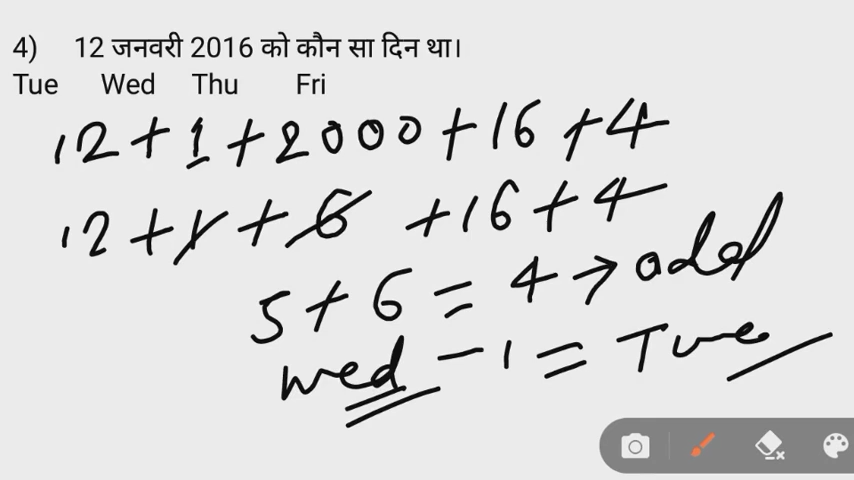 4) 12 जनवरी 2016 को कौन सा दिन था।
Tue Wed Thu Fri
12 + 1 + 2000 + 16 + 4
12 + 1 + 6 + 16 + 4
5 + 6 = 4 → odd
Wed - 1 = Tue